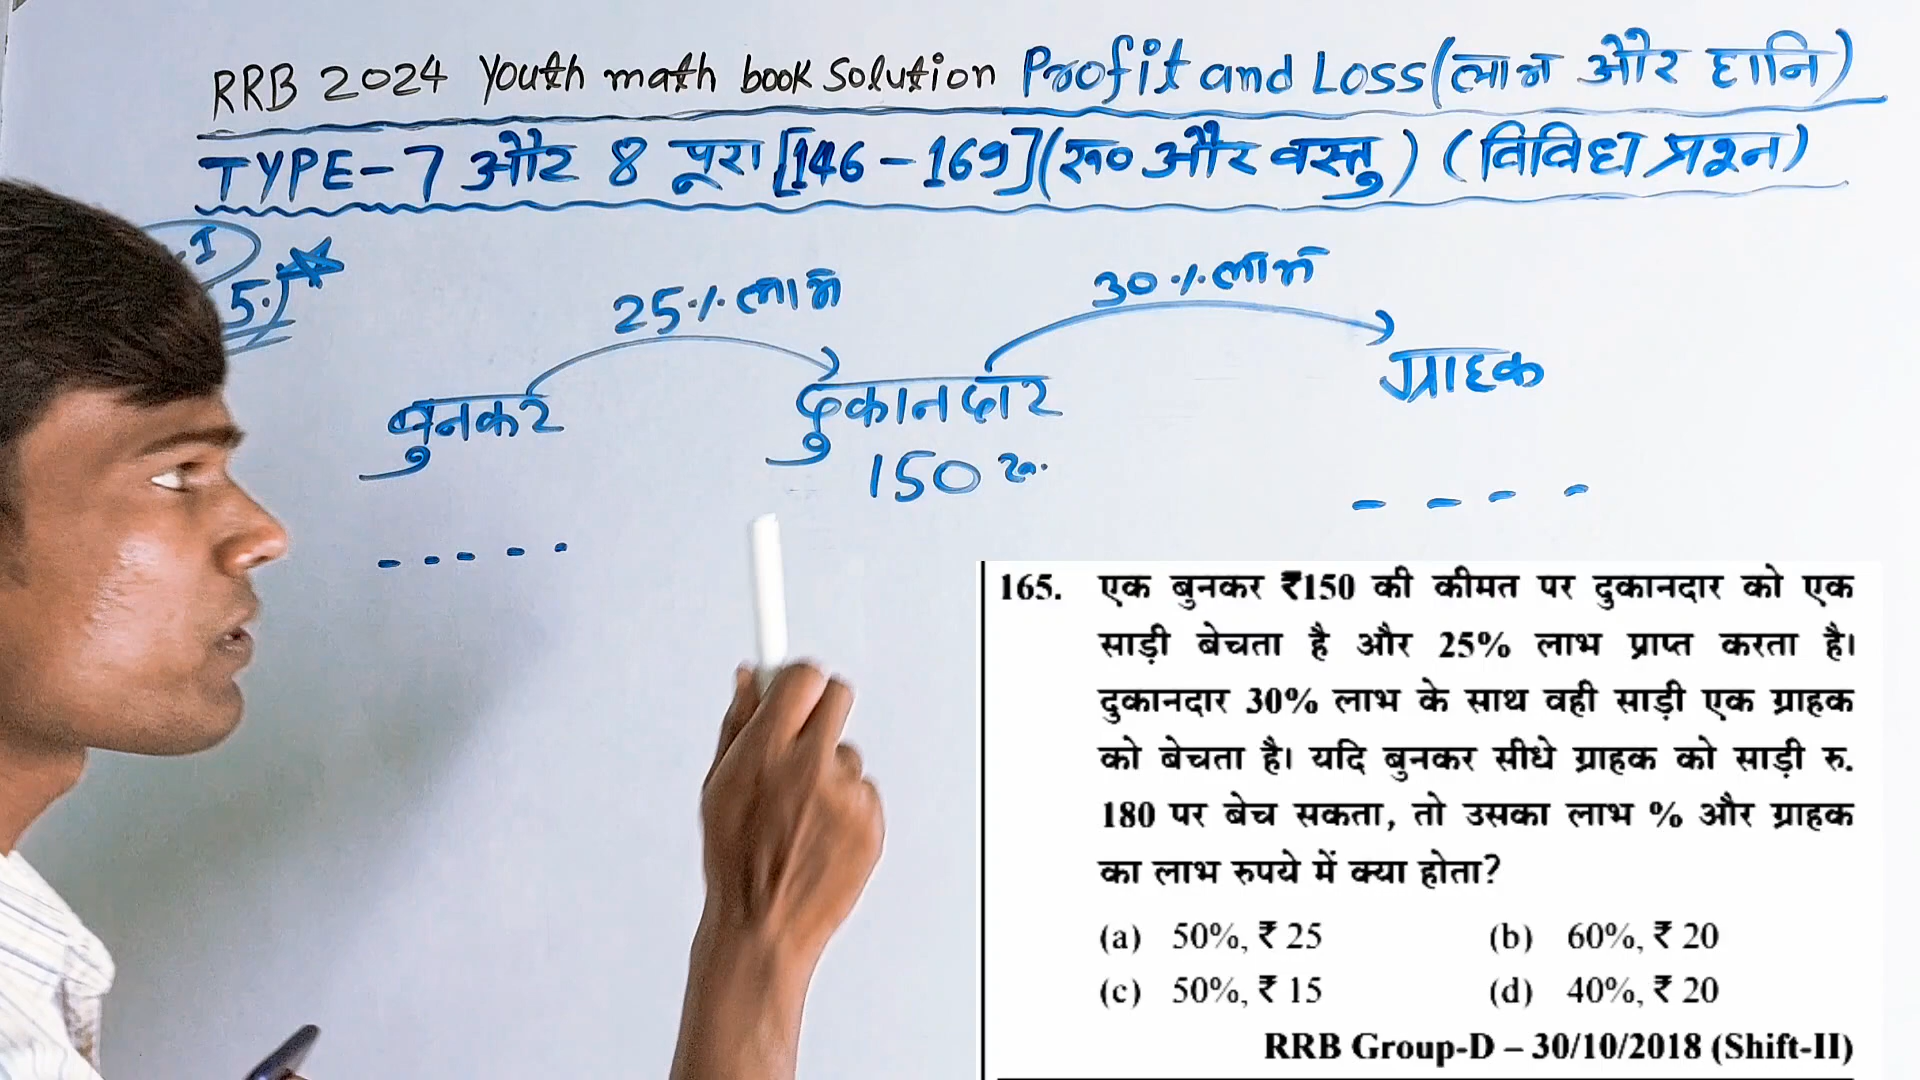 RRB 2024 Youth math book Solution Profit and Loss (लाभ और हानि)
TYPE-7 और 8 पूरा [146-169] (रू० और वस्तु) (विविध प्रश्न)
5.)
25% लाभ
30% लाभ
बुनकर
दुकानदार
ग्राहक
150 रू.
165. एक बुनकर ₹150 की कीमत पर दुकानदार को एक
साड़ी बेचता है और 25% लाभ प्राप्त करता है।
दुकानदार 30% लाभ के साथ वही साड़ी एक ग्राहक
को बेचता है। यदि बुनकर सीधे ग्राहक को साड़ी रु.
180 पर बेच सकता, तो उसका लाभ % और ग्राहक
का लाभ रुपये में क्या होता?
(a) 50%, ₹ 25 (b) 60%, ₹ 20
(c) 50%, ₹ 15 (d) 40%, ₹ 20
RRB Group-D – 30/10/2018 (Shift-II)